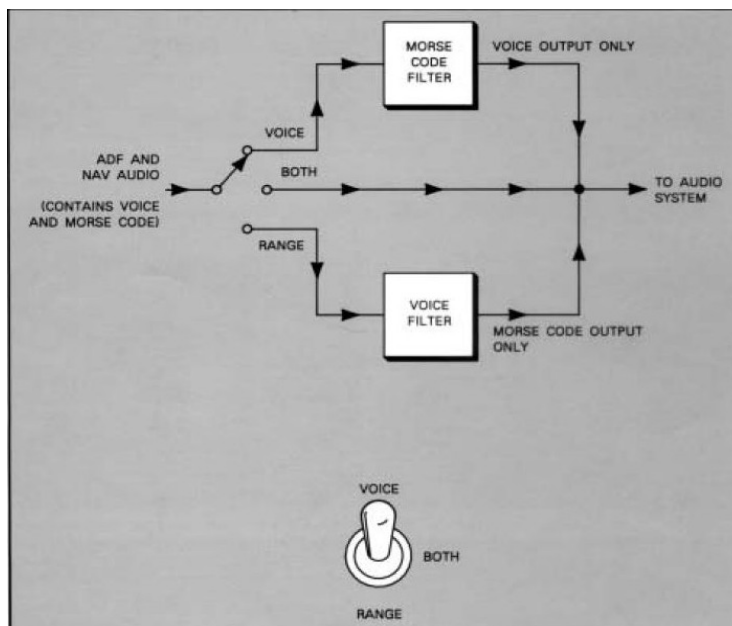 MORSE
CODE
FILTER
VOICE OUTPUT ONLY
VOICE
ADF AND
NAV AUDIO
BOTH
(CONTAINS VOICE
AND MORSE CODE)
TO AUDIO
SYSTEM
RANGE
VOICE
FILTER
MORSE CODE OUTPUT
ONLY
VOICE
BOTH
RANGE